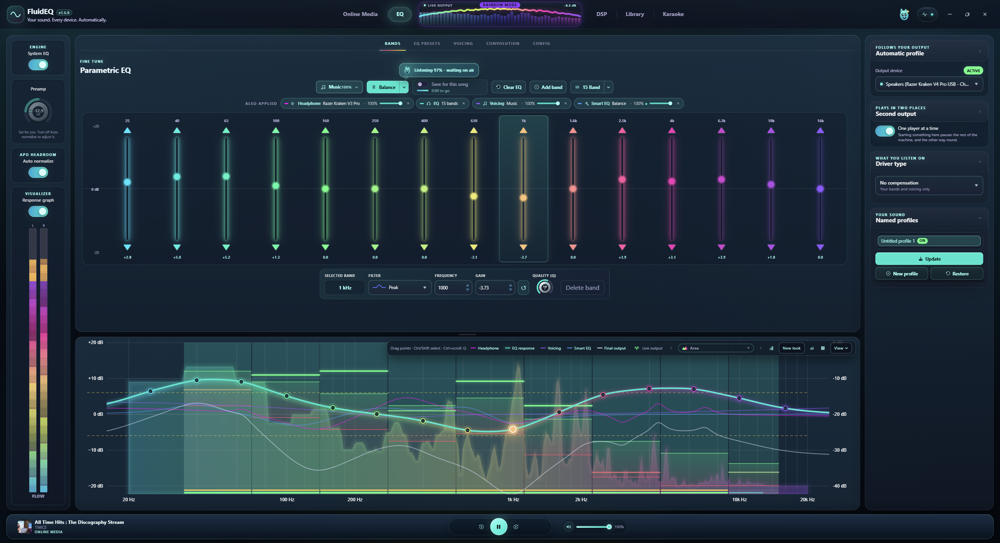 FluidEQ v1.6.0
Your sound. Every device. Automatically.
Online Media
EQ
LIVE OUTPUT
RAINBOW MODE
-8.3 dB
DSP
Library
Karaoke
ENGINE
System EQ
Preamp
-12.9
dB
Set for you. Turn off Auto
normalize to adjust it.
APO HEADROOM
Auto normalize
VISUALIZER
Response graph
L R
FLOW
BANDS
EQ PRESETS
VOICING
CONVOLUTION
CONFIG
FINE TUNE
Parametric EQ
Listening 97% - waiting on air
Music100%
Balance
Save for this song
0:00 to go
Clear EQ
Add band
15 Band
ALSO APPLIED
Headphone Razer Kraken V3 Pro · 100% ×
EQ 15 bands ×
Voicing Music · 100% ×
Smart EQ Balance · 100% ×
25 40 63 100 160 250 400 630 1k 1.6k 2.5k 4k 6.3k 10k 16k
+20
0 dB
-20
+2.8 +5.0 +5.2 +1.3 0.0 0.0 0.0 -3.1 -3.7 0.0 +3.9 +3.1 +3.9 +1.8 0.0
SELECTED BAND
1 kHz
FILTER
Peak
FREQUENCY
1000
GAIN
-3.73
QUALITY (Q)
1.0
Delete band
Drag points · Ctrl/Shift select · Ctrl+scroll: Q
Headphone
EQ response
Voicing
Smart EQ
Final output
Live output
Area
New look
View
+20 dB
+10 dB
0 dB
−10 dB
−20 dB
0 dB
-10 dB
-20 dB
-30 dB
-40 dB
20 Hz
100 Hz
200 Hz
1k Hz
2k Hz
10k Hz
20k Hz
FOLLOWS YOUR OUTPUT
Automatic profile
Output device
ACTIVE
Speakers (Razer Kraken V4 Pro USB - Ch...
PLAYS IN TWO PLACES
Second output
One player at a time
Starting something here pauses the rest of the
machine, and the other way round.
WHAT YOU LISTEN ON
Driver type
No compensation
Your bands and voicing only
YOUR SOUND
Named profiles
Untitled profile 1 ON
Update
New profile
Restore
All Time Hits : The Discography Stream
TWICE
ONLINE MEDIA
100%